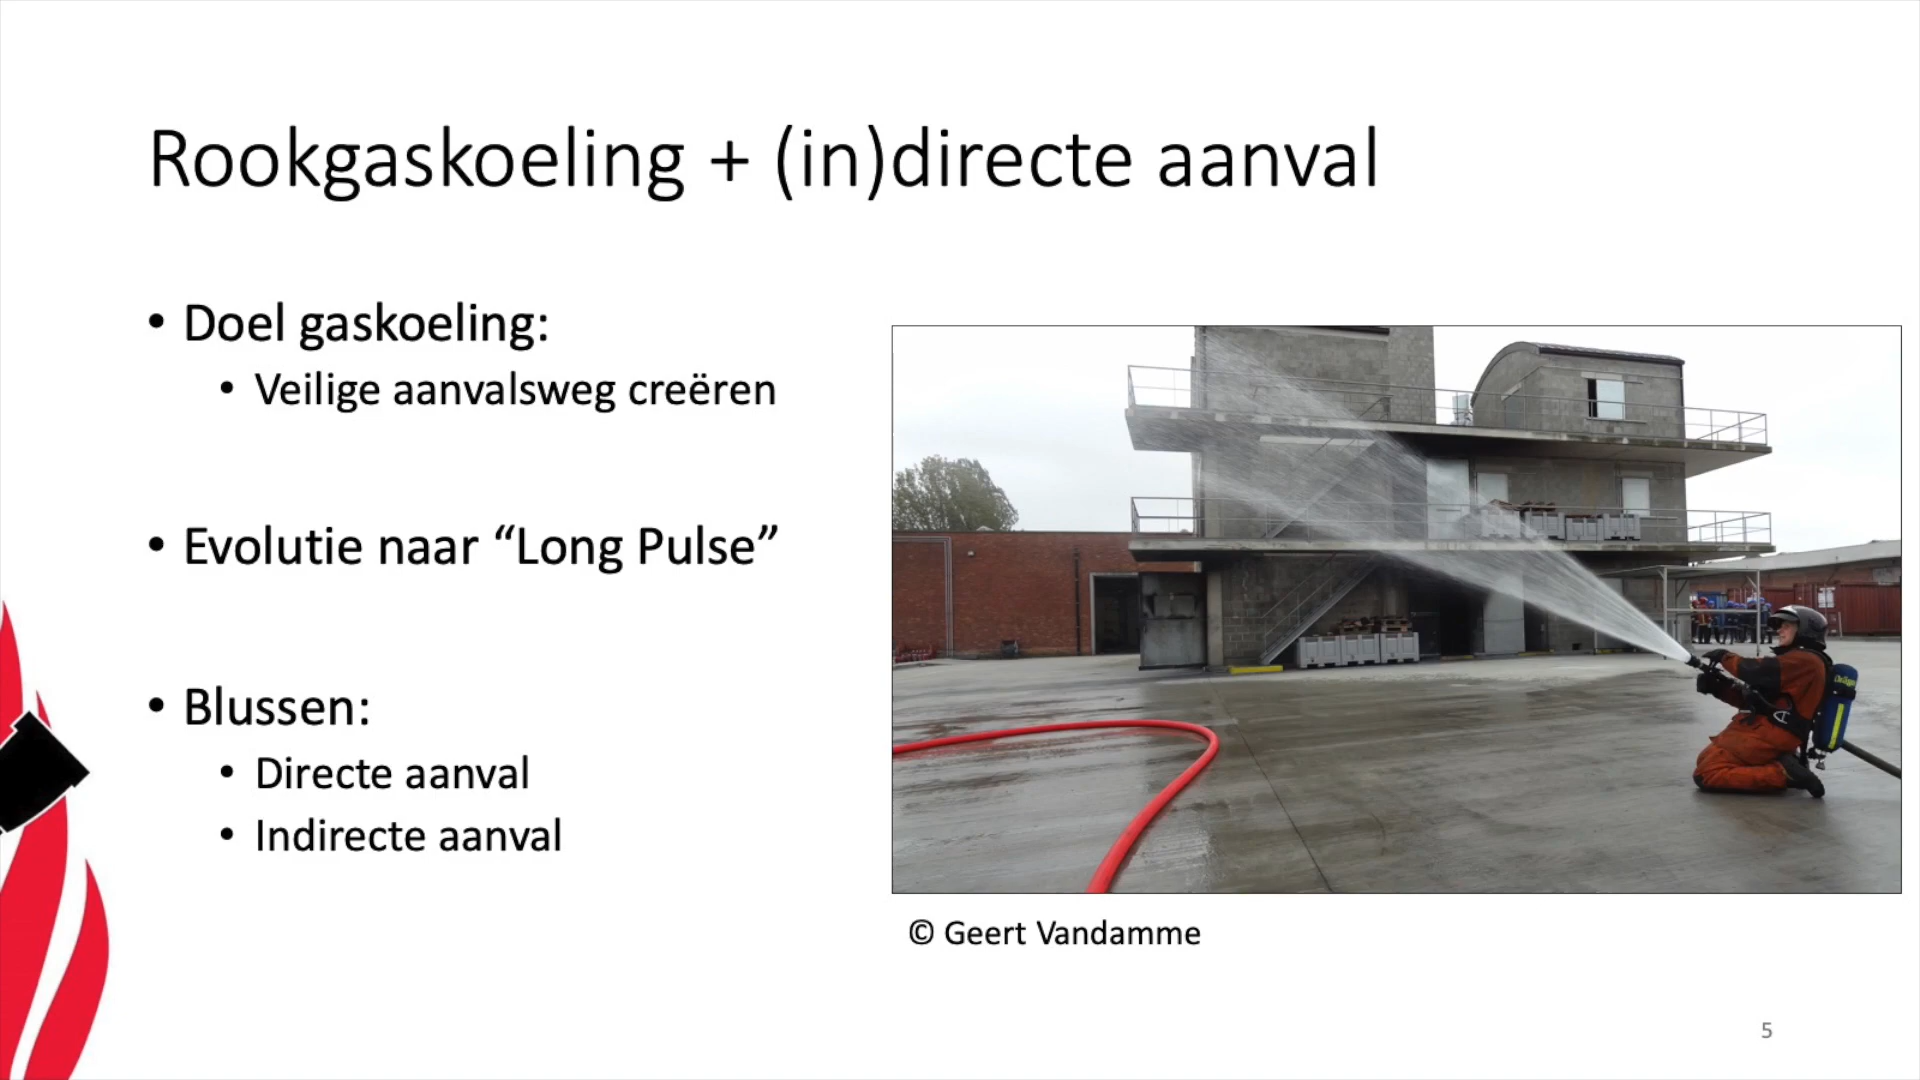 Rookgaskoeling + (in)directe aanval
• Doel gaskoeling:
• Veilige aanvalsweg creëren
• Evolutie naar “Long Pulse”
• Blussen:
• Directe aanval
• Indirecte aanval
© Geert Vandamme
5